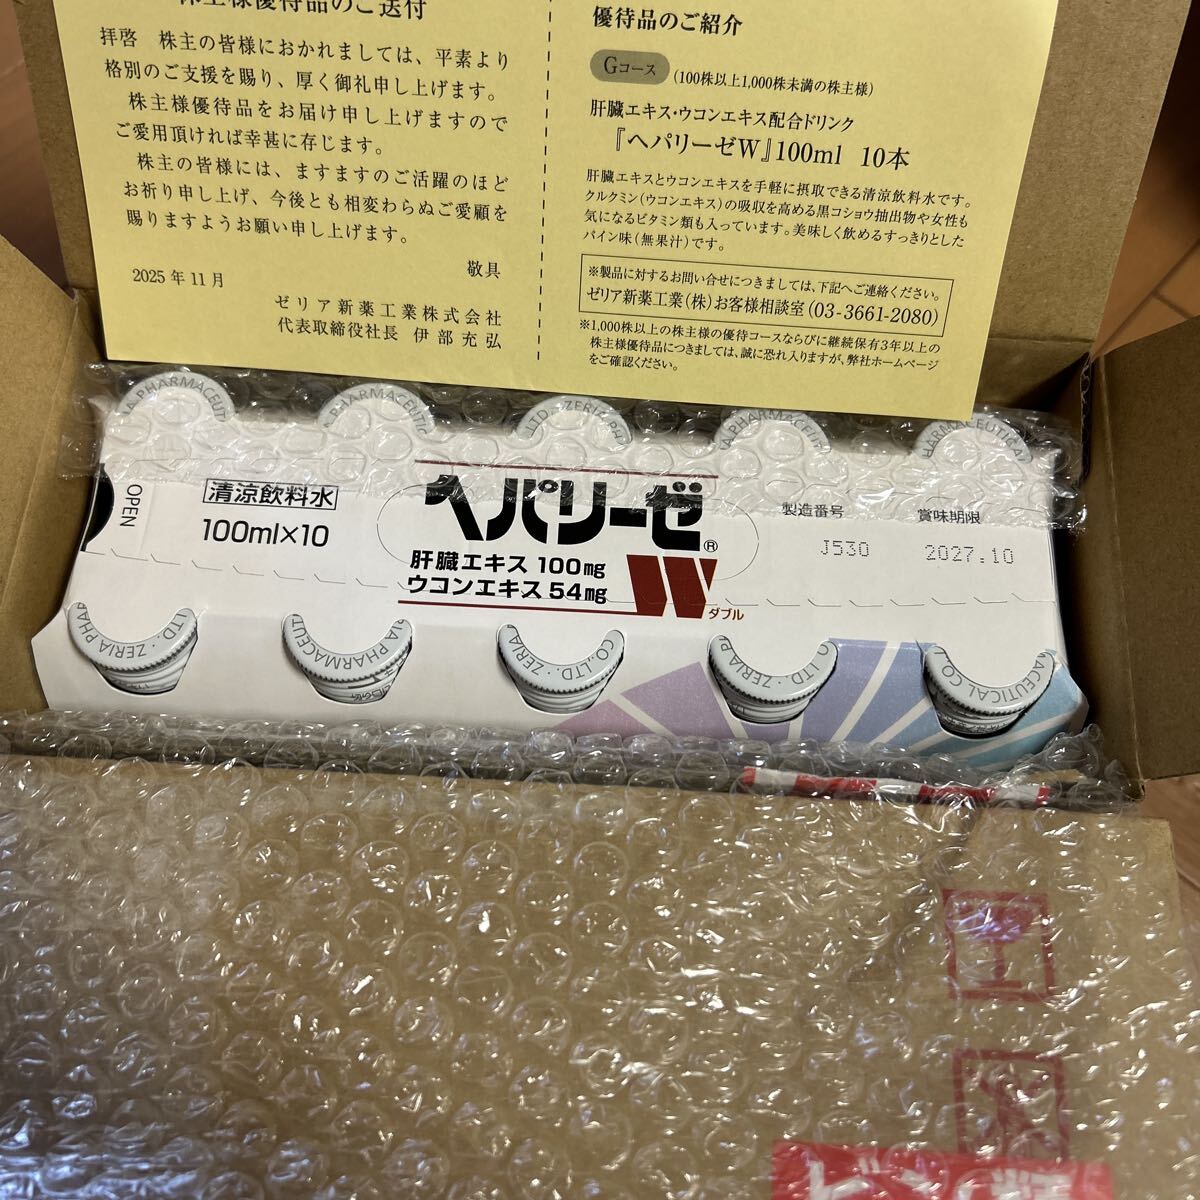 株主様優待品のご送付
拝啓　株主の皆様におかれましては、平素より
格別のご支援を賜り、厚く御礼申し上げます。
株主様優待品をお届け申し上げますので
ご愛用頂ければ幸甚に存じます。
株主の皆様には、ますますのご活躍のほど
お祈り申し上げ、今後とも相変わらぬご愛顧を
賜りますようお願い申し上げます。
敬具
2025年11月
ゼリア新薬工業株式会社
代表取締役社長　伊部充弘
優待品のご紹介
Gコース (100株以上1,000株未満の株主様)
肝臓エキス・ウコンエキス配合ドリンク
『ヘパリーゼW』100ml 10本
肝臓エキスとウコンエキスを手軽に摂取できる清涼飲料水です。
クルクミン(ウコンエキス)の吸収を高める黒コショウ抽出物や女性も
気になるビタミン類も入っています。美味しく飲めるすっきりとした
パイン味(無果汁)です。
※製品に対するお問い合せにつきましては、下記へご連絡ください。
ゼリア新薬工業(株)お客様相談室(03-3661-2080)
※1,000株以上の株主様の優待コースならびに継続保有3年以上の
株主様優待品につきましては、誠に恐れ入りますが、弊社ホームページ
をご確認ください。
A PHARMACEUTI
A PHARMACEUTIC
LTD. ZERIA PH
A PHARMACEUT
HARMACEUTICAL
OPEN
清涼飲料水
100ml×10
ヘパリーゼ®
肝臓エキス 100mg
ウコンエキス 54mg
W
ダブル
製造番号
J530
賞味期限
2027.10
LTD. ZERIA PHAR
RIA PHARMACEUT
CO., LTD. ZERIA
., LTD. ZERIA P
MACEUTICAL CO., L